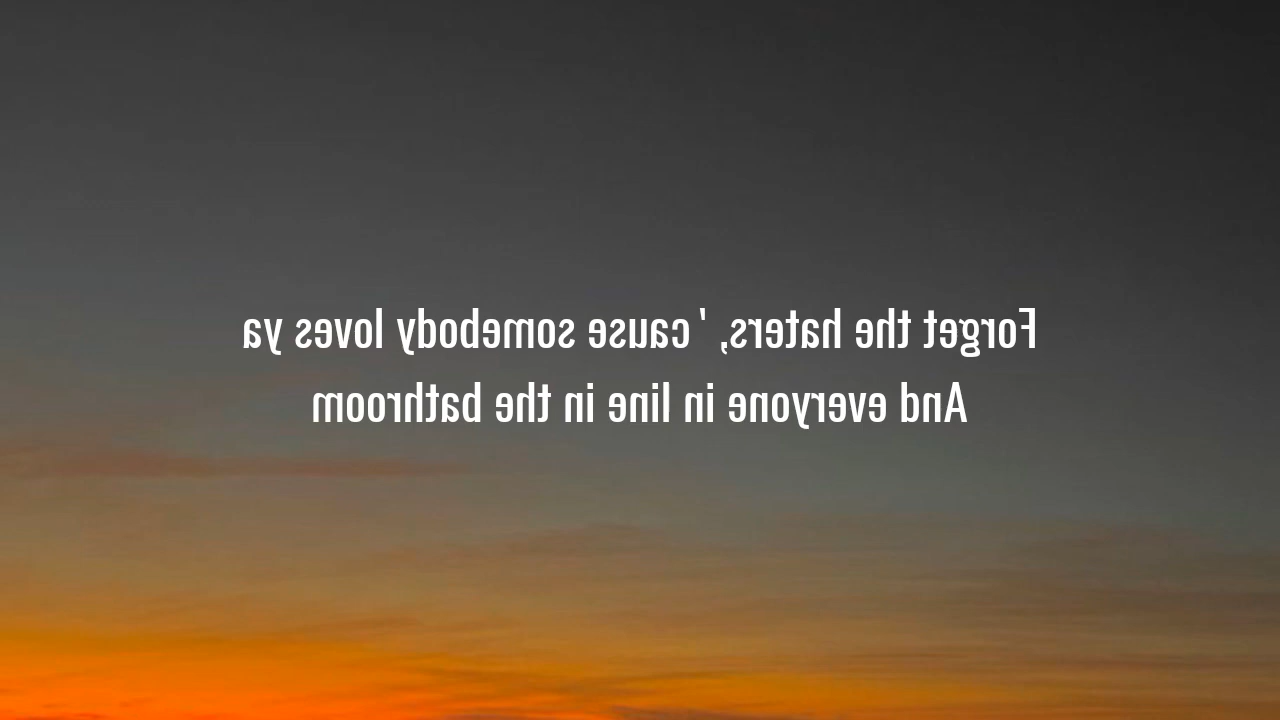 Forget the haters, 'cause somebody loves ya
And everyone in line in the bathroom